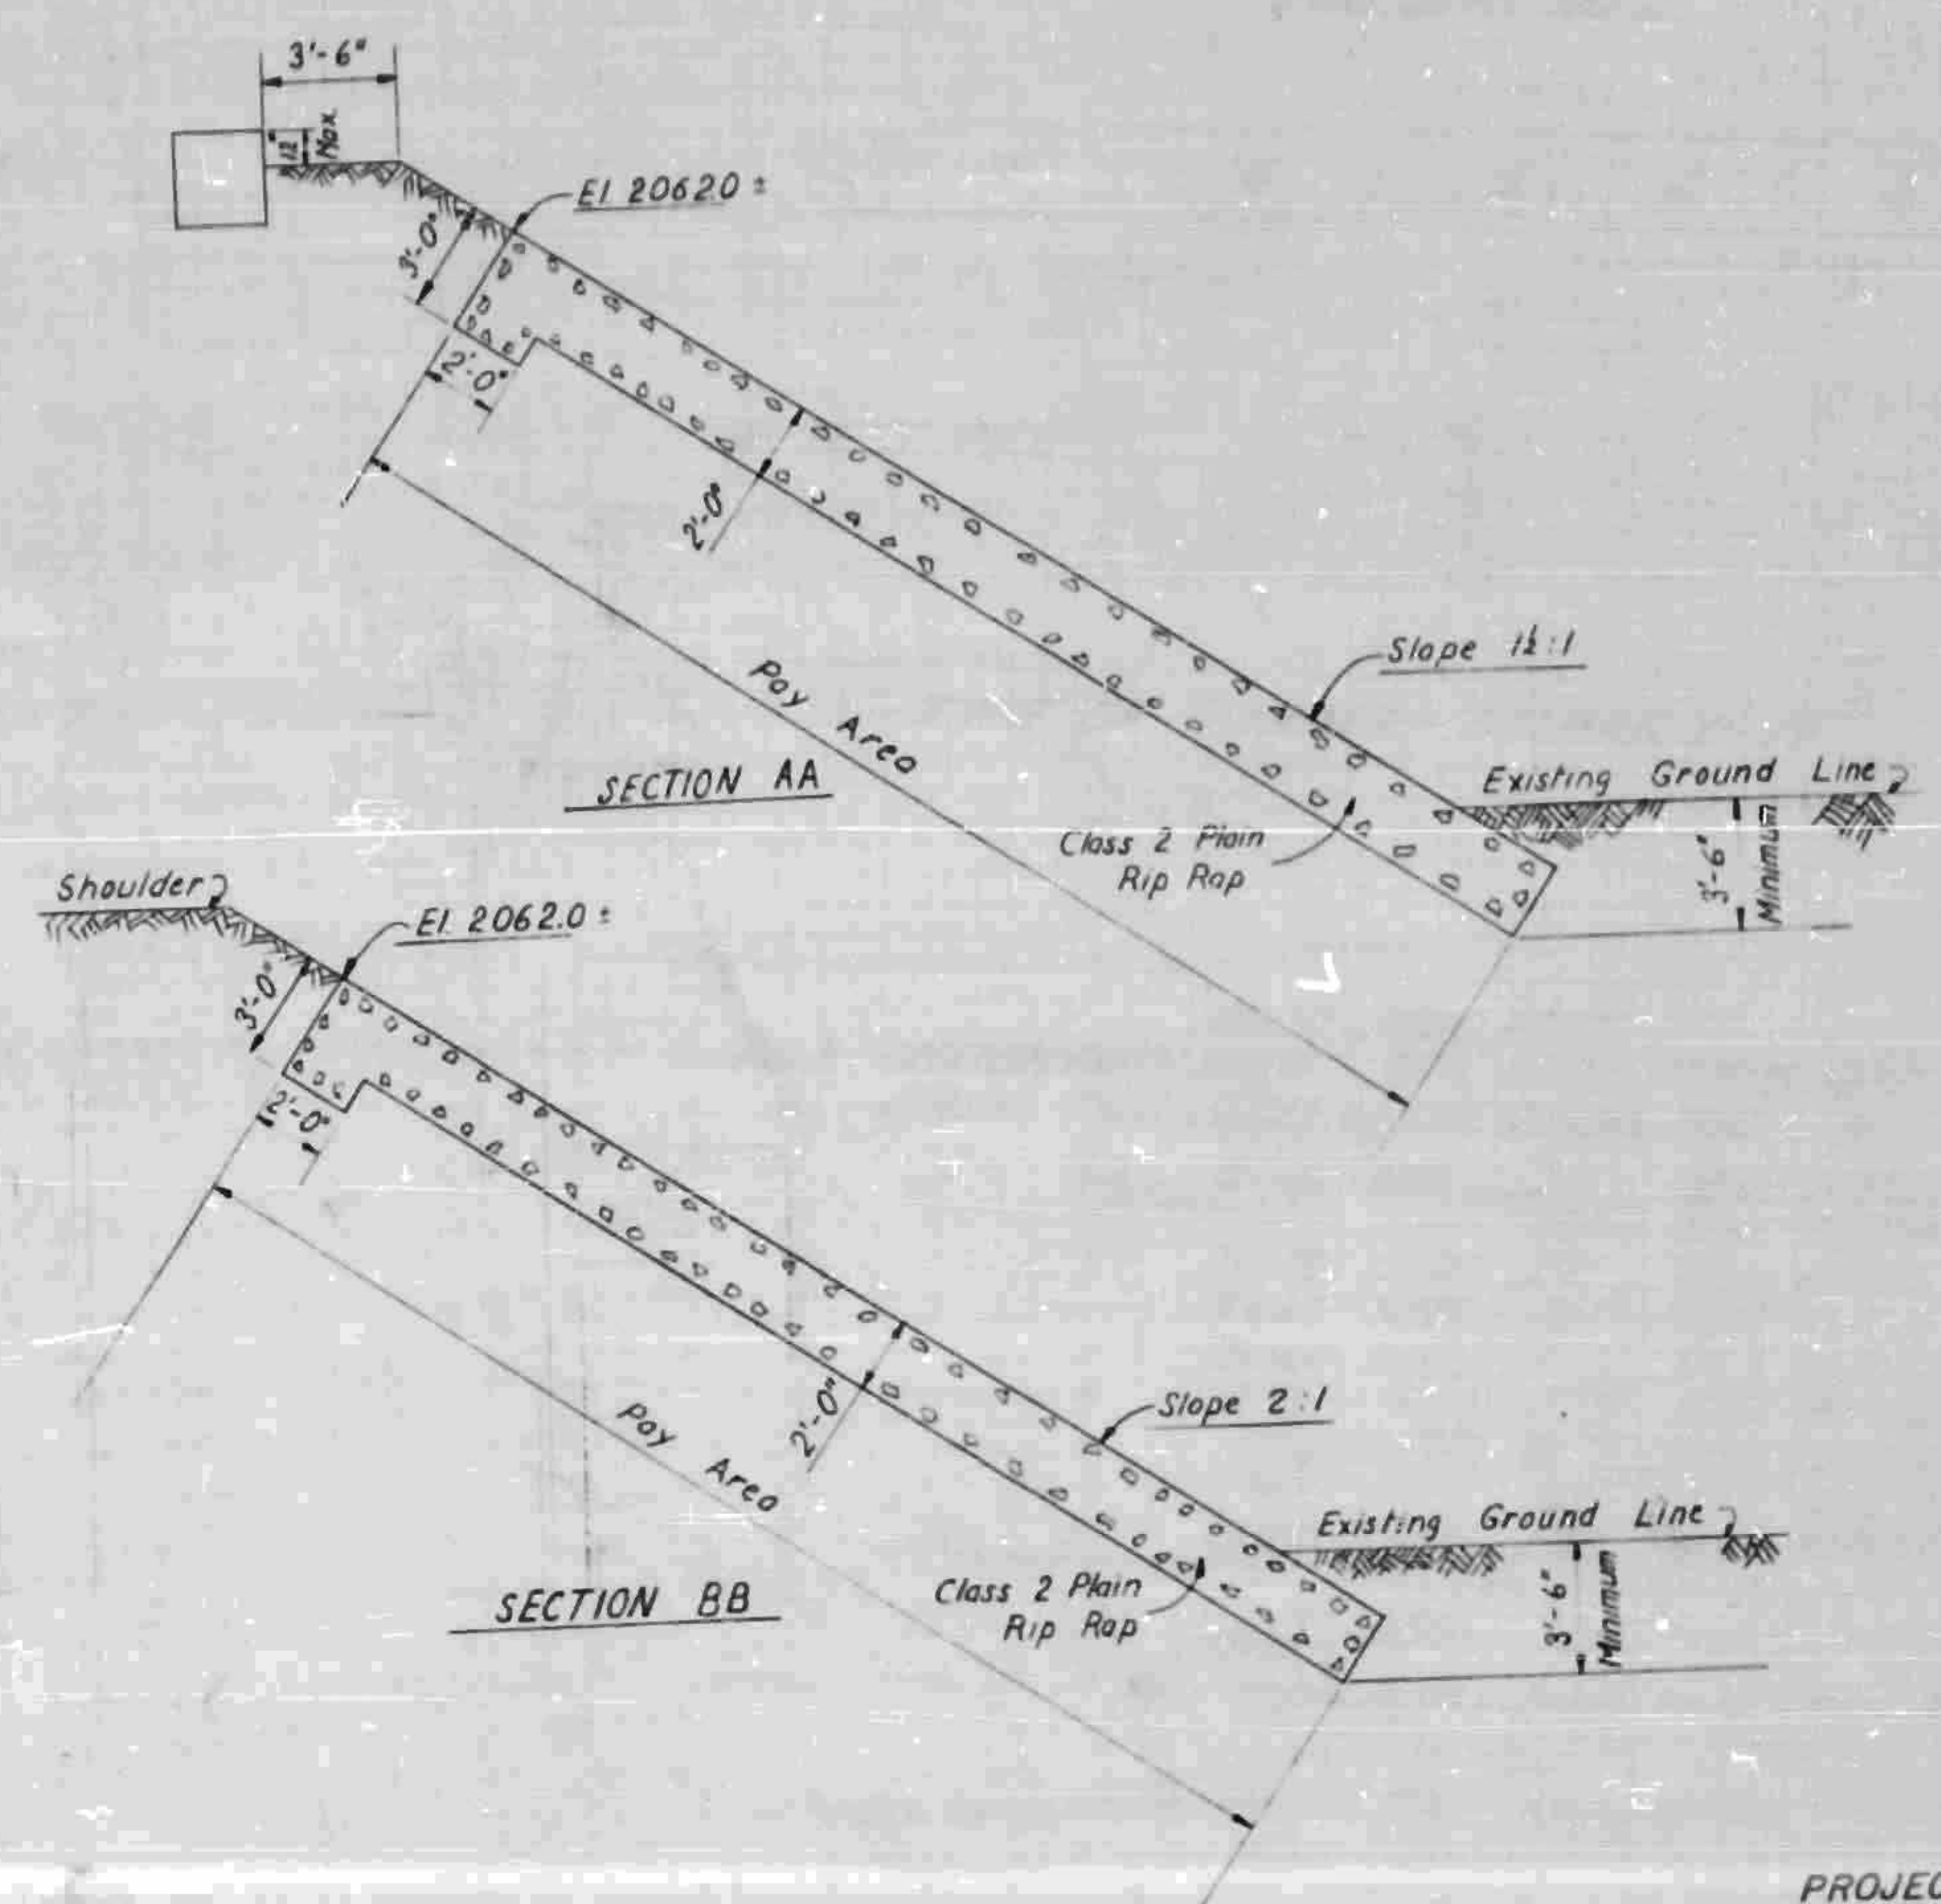 3'-6"
12" Max.
El 2062.0 ±
3'-0"
2'-0"
2'-0"
Slope 1½:1
Pay Area
Existing Ground Line
SECTION AA
Class 2 Plain
Rip Rap
3'-6"
Minimum
Shoulder
El. 2062.0 ±
3'-0"
2'-0"
Slope 2:1
2'-0"
Pay Area
Existing Ground Line
Class 2 Plain
Rip Rap
3'-6"
Minimum
SECTION BB
PROJEC